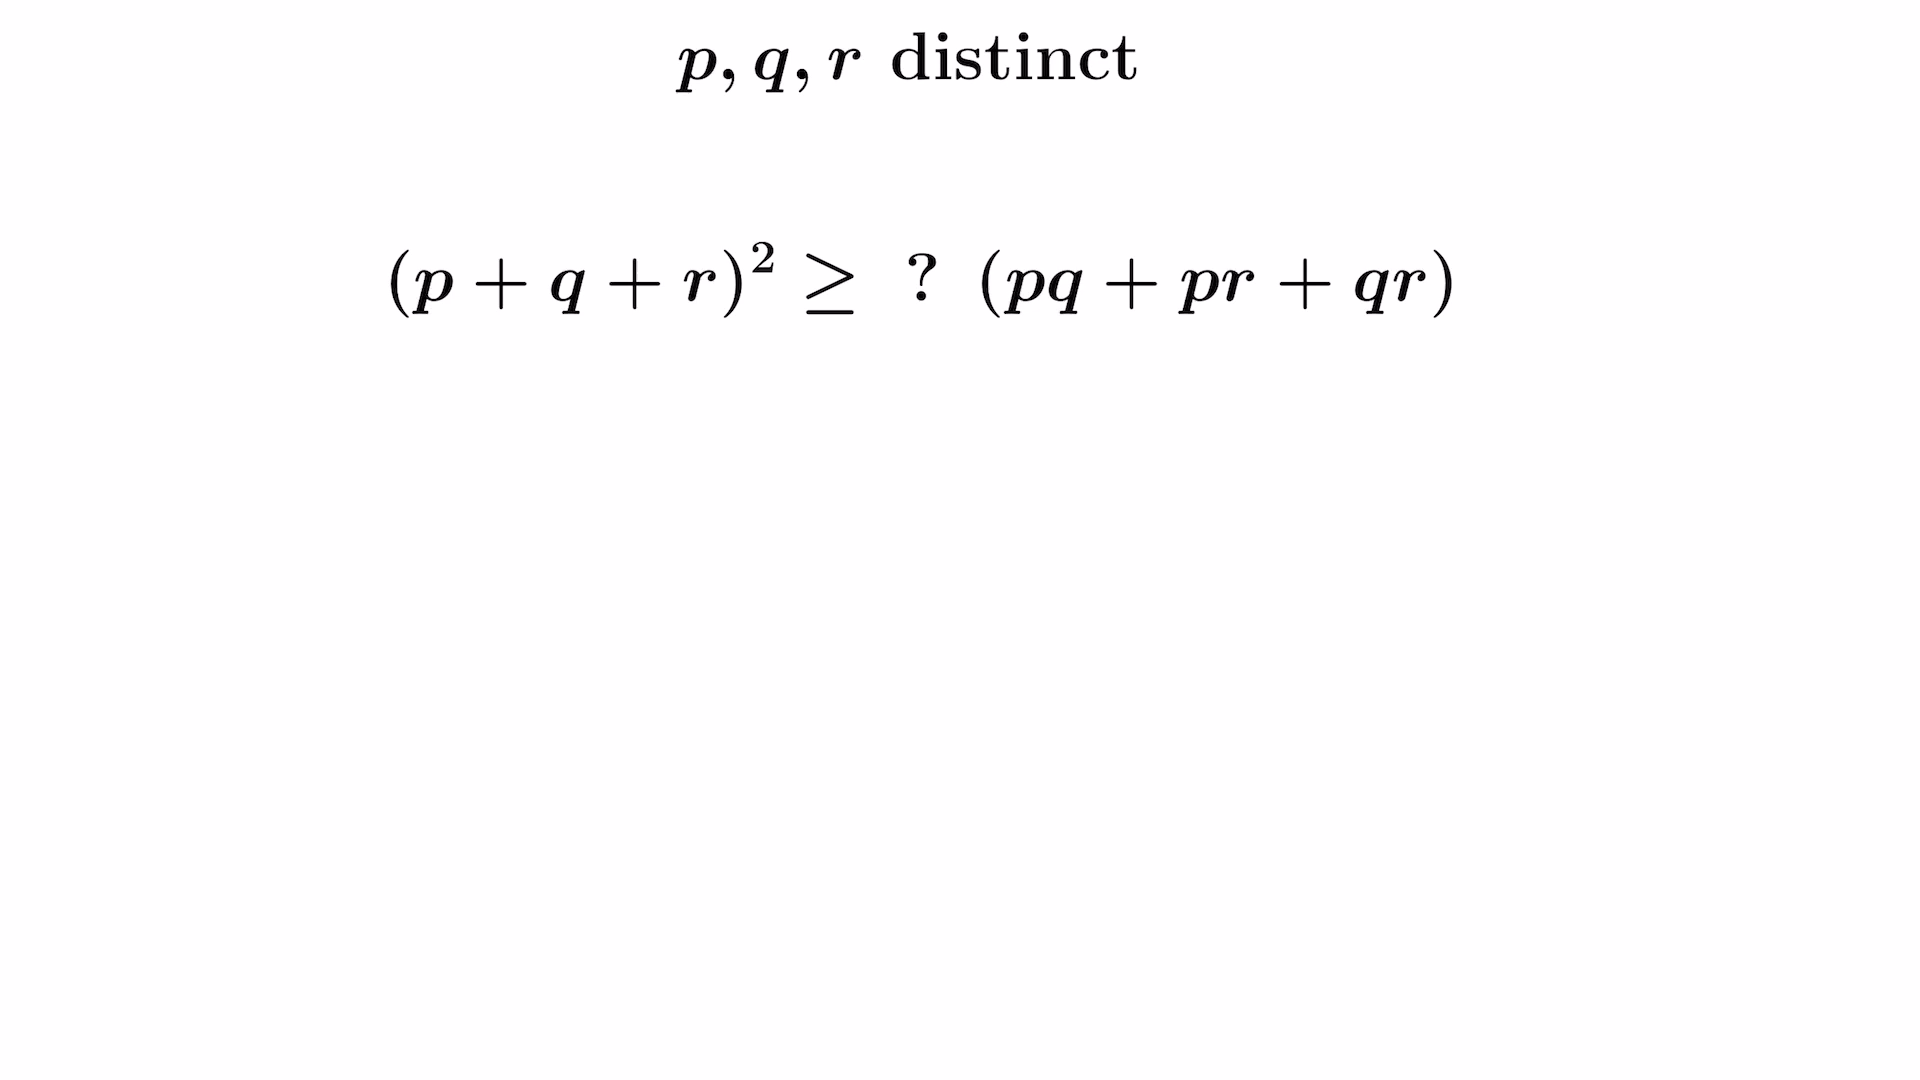 p, q, r distinct
(p + q + r)² ≥ ? (pq + pr + qr)